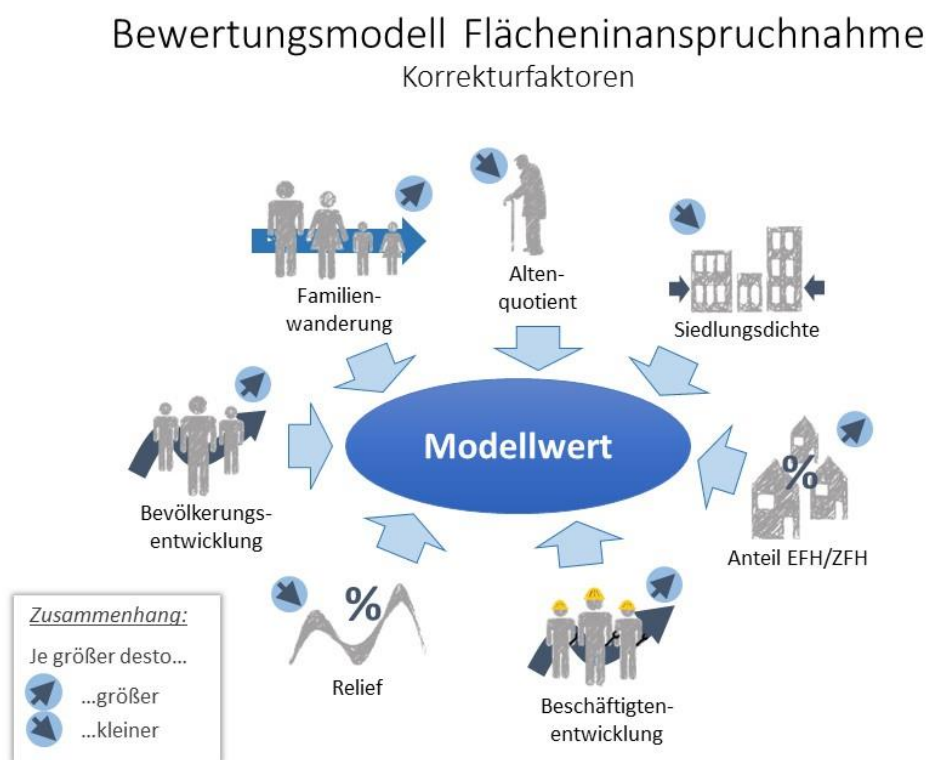 Bewertungsmodell Flächeninanspruchnahme
Korrekturfaktoren
Familien-
wanderung
Alten-
quotient
Siedlungsdichte
Bevölkerungs-
entwicklung
Modellwert
%
Anteil EFH/ZFH
%
Relief
Beschäftigten-
entwicklung
Zusammenhang:
Je größer desto...
...größer
...kleiner